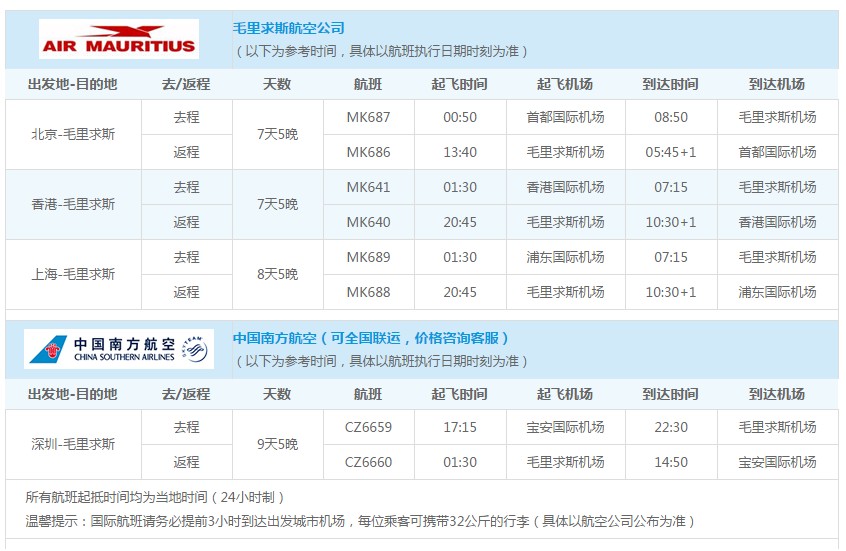 AIR MAURITIUS
毛里求斯航空公司
（以下为参考时间，具体以航班执行日期时刻为准）
出发地-目的地 去/返程 天数 航班 起飞时间 起飞机场 到达时间 到达机场
北京-毛里求斯 7天5晚
去程 MK687 00:50 首都国际机场 08:50 毛里求斯机场
返程 MK686 13:40 毛里求斯机场 05:45+1 首都国际机场
香港-毛里求斯 7天5晚
去程 MK641 01:30 香港国际机场 07:15 毛里求斯机场
返程 MK640 20:45 毛里求斯机场 10:30+1 香港国际机场
上海-毛里求斯 8天5晚
去程 MK689 01:30 浦东国际机场 07:15 毛里求斯机场
返程 MK688 20:45 毛里求斯机场 10:30+1 浦东国际机场
中国南方航空
CHINA SOUTHERN AIRLINES
SKYTEAM
中国南方航空（可全国联运，价格咨询客服）
（以下为参考时间，具体以航班执行日期时刻为准）
出发地-目的地 去/返程 天数 航班 起飞时间 起飞机场 到达时间 到达机场
深圳-毛里求斯 9天5晚
去程 CZ6659 17:15 宝安国际机场 22:30 毛里求斯机场
返程 CZ6660 01:30 毛里求斯机场 14:50 宝安国际机场
所有航班起抵时间均为当地时间（24小时制）
温馨提示：国际航班请务必提前3小时到达出发城市机场，每位乘客可携带32公斤的行李（具体以航空公司公布为准）